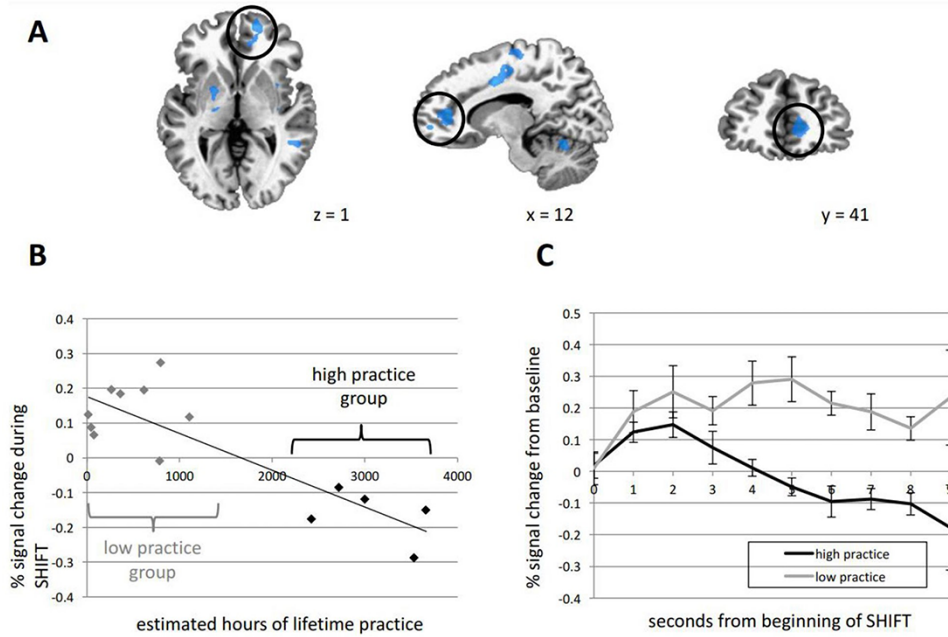 A
z = 1
x = 12
y = 41
B
% signal change during
SHIFT
0.4
0.3
0.2
0.1
0
-0.1
-0.2
-0.3
-0.4
0
1000
2000
3000
4000
high practice
group
low practice
group
estimated hours of lifetime practice
C
% signal change from baseline
0.5
0.4
0.3
0.2
0.1
0
-0.1
-0.2
-0.3
-0.4
0
1
2
3
4
5
6
7
8
high practice
low practice
seconds from beginning of SHIFT